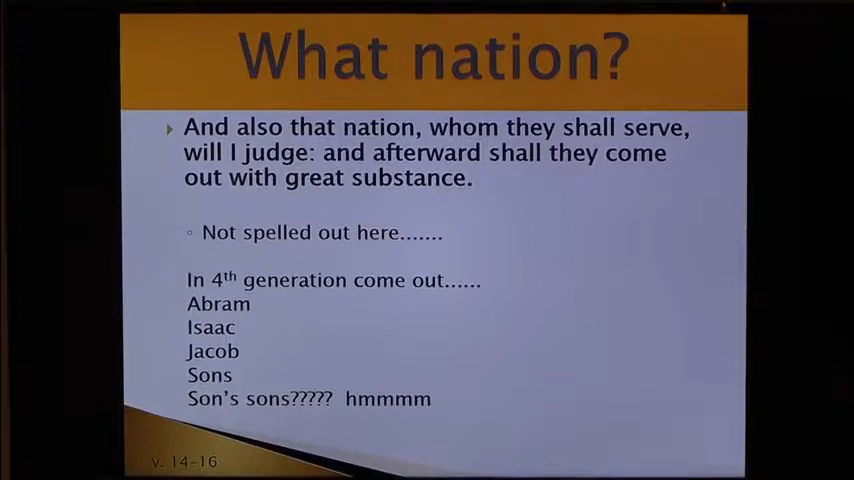 What nation?
And also that nation, whom they shall serve,
will I judge: and afterward shall they come
out with great substance.
Not spelled out here.......
In 4th generation come out......
Abram
Isaac
Jacob
Sons
Son's sons????? hmmmm
v. 14-16